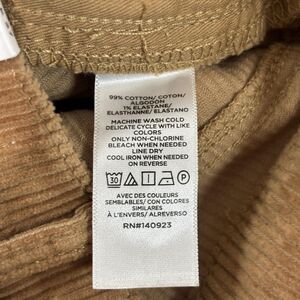 99% COTTON/ COTON/
ALGODON
1% ELASTANE/
ELASTHANNE/ ELASTANO
MACHINE WASH COLD
DELICATE CYCLE WITH LIKE
COLORS
ONLY NON-CHLORINE
BLEACH WHEN NEEDED
LINE DRY
COOL IRON WHEN NEEDED
ON REVERSE
30 P
AVEC DES COULEURS
SEMBLABLES/ CON COLORES
SIMILARES
À L'ENVERS/ ALREVERSO
RN#140923